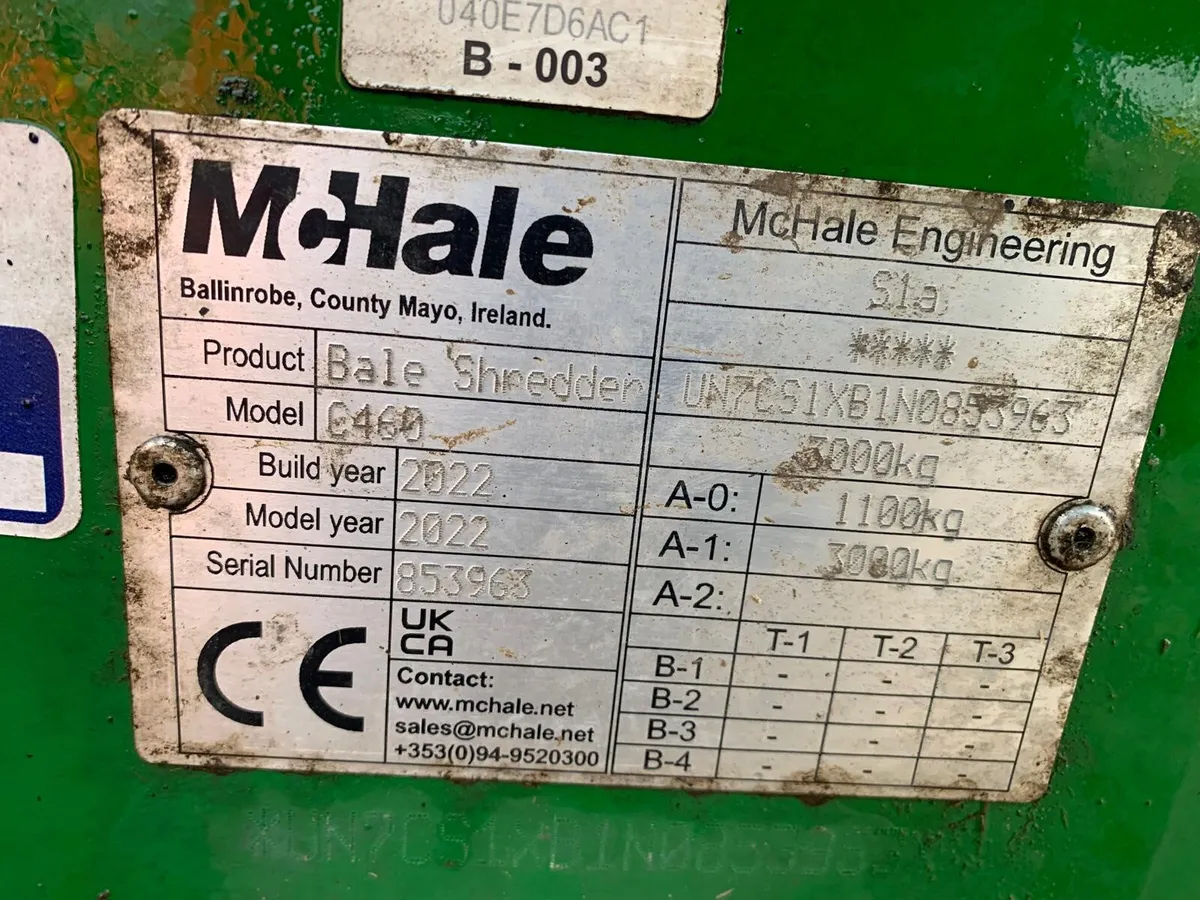 040E7D6AC1
B - 003
McHale
Ballinrobe, County Mayo, Ireland.
Product Bale Shredder
Model C460
Build year 2022
Model year 2022
Serial Number 853963
CE
UK
CA
Contact:
www.mchale.net
sales@mchale.net
+353(0)94-9520300
McHale Engineering
S1a
*****
UN7CS1XB1N0853963
3000kg
A-0: 1100kg
A-1: 3000kg
A-2:
T-1 T-2 T-3
B-1 - - -
B-2 - - -
B-3 - - -
B-4 - - -